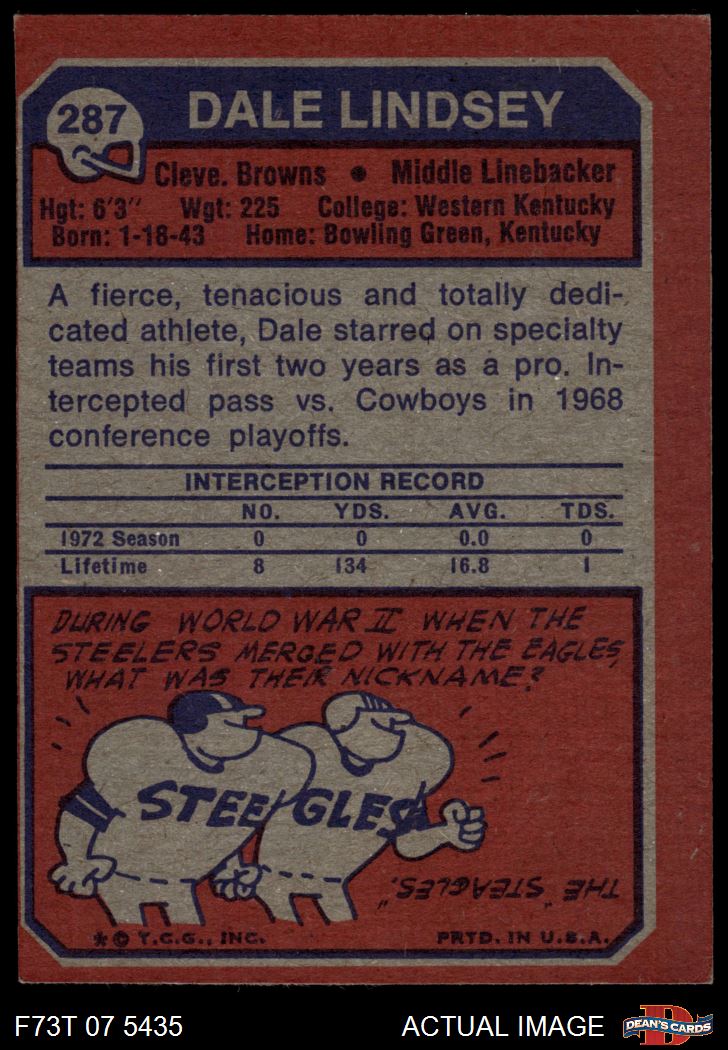 287
DALE LINDSEY
Cleve. Browns • Middle Linebacker
Hgt: 6'3" Wgt: 225 College: Western Kentucky
Born: 1-18-43 Home: Bowling Green, Kentucky
A fierce, tenacious and totally dedi-
cated athlete, Dale starred on specialty
teams his first two years as a pro. In-
tercepted pass vs. Cowboys in 1968
conference playoffs.
INTERCEPTION RECORD
NO. YDS. AVG. TDS.
1972 Season 0 0 0.0 0
Lifetime 8 134 16.8 1
DURING WORLD WAR II WHEN THE
STEELERS MERGED WITH THE EAGLES,
WHAT WAS THEIR NICKNAME?
STEE GLES
THE "STEAGLES."
* © T.C.G., INC. PRTD. IN U.S.A.
F73T 07 5435 ACTUAL IMAGE
D
DEAN'S CARDS